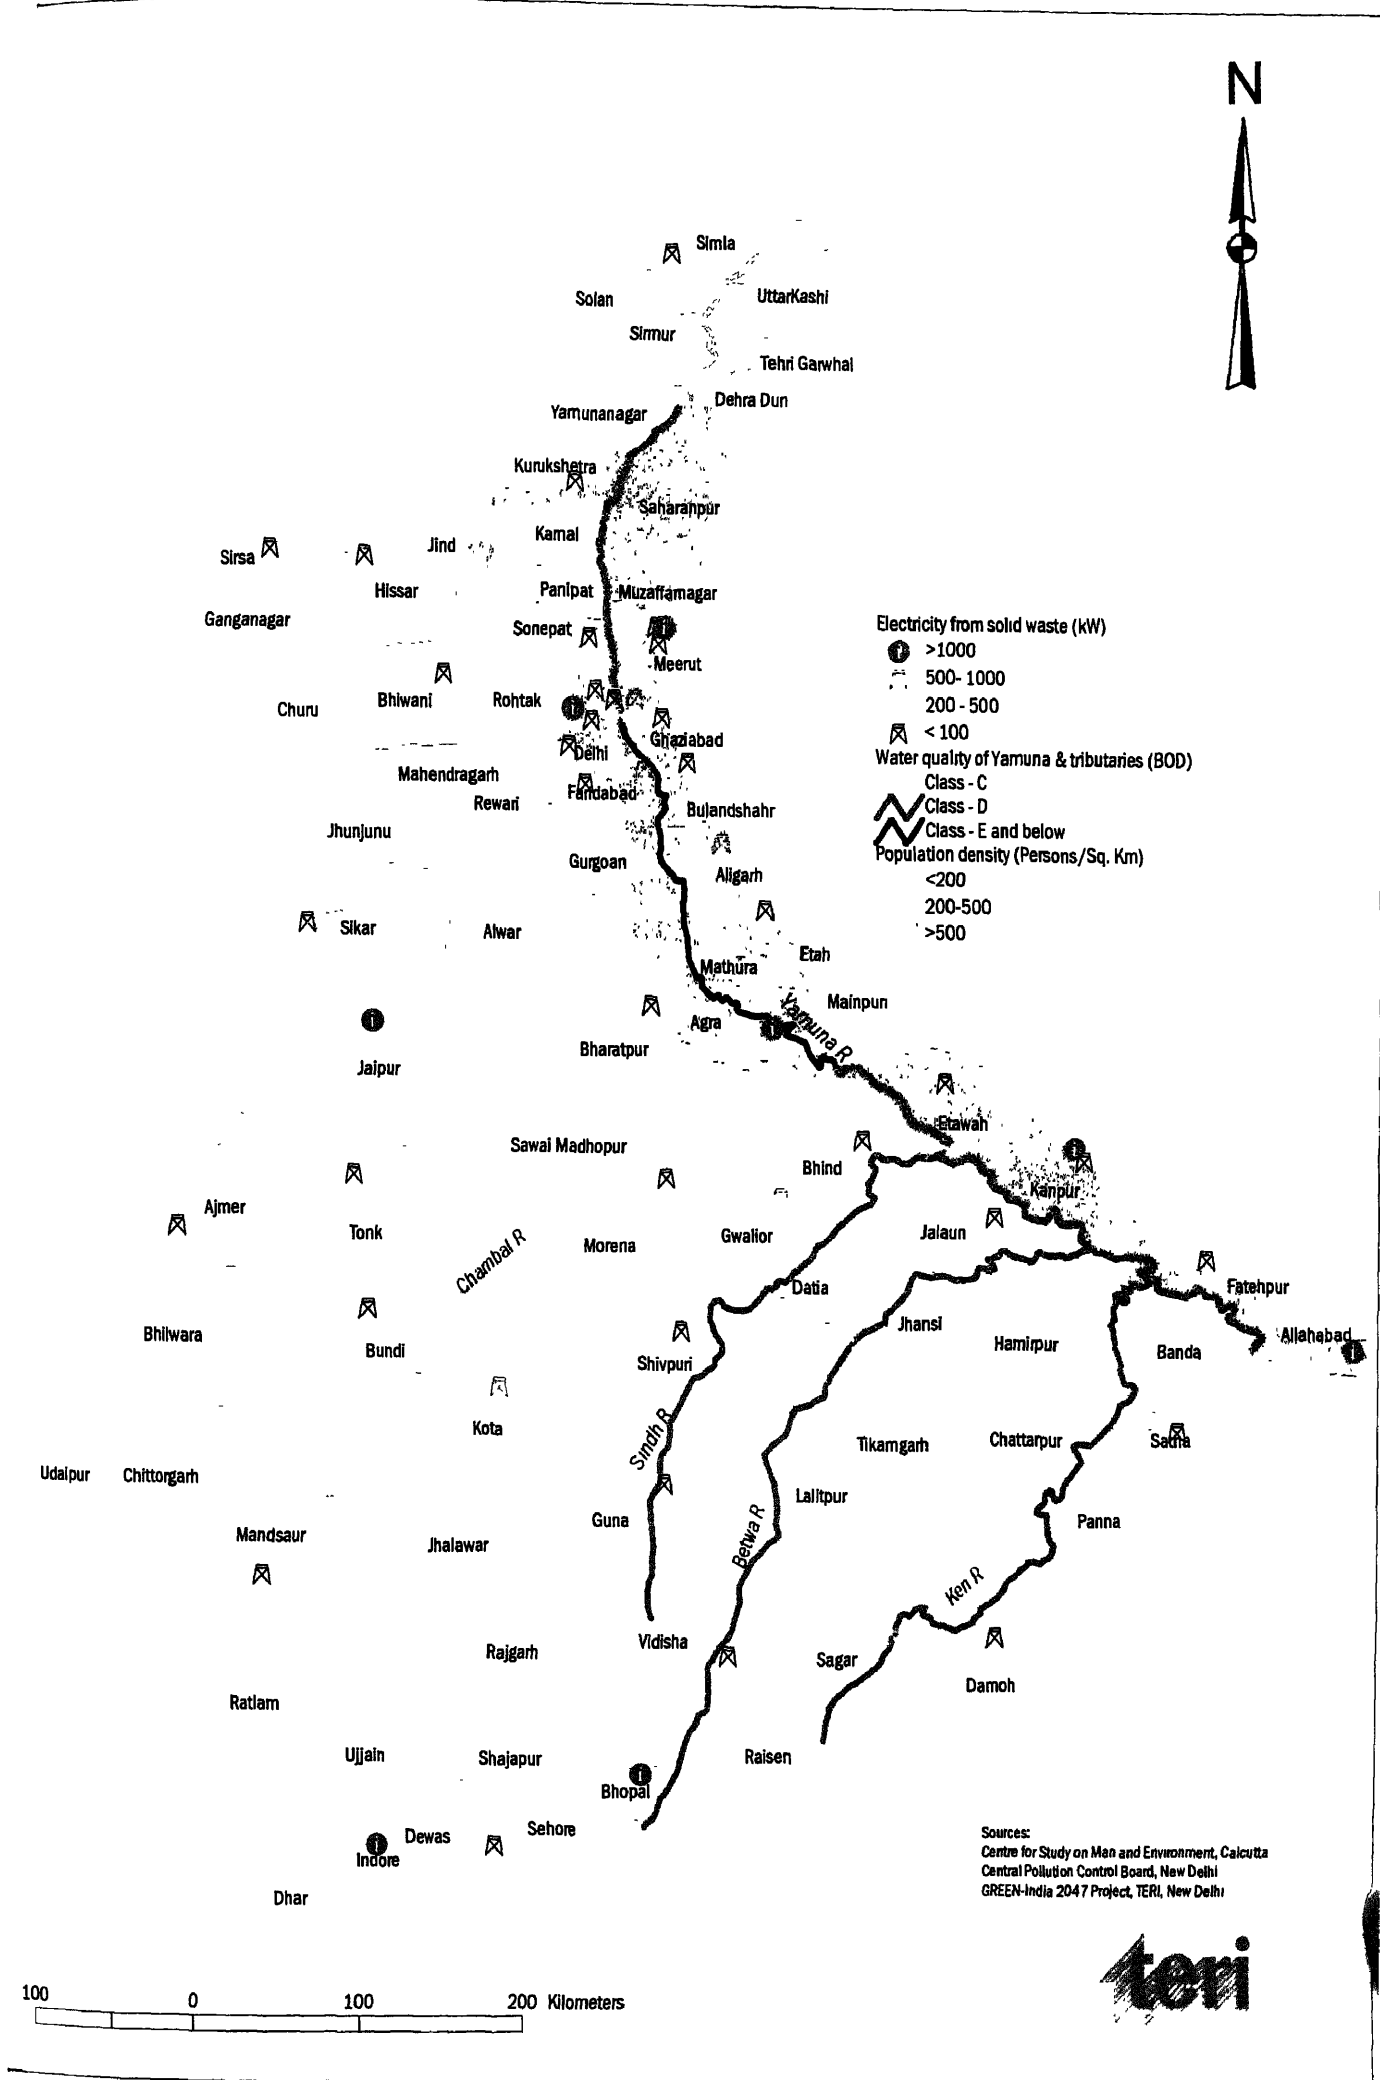 N
Simla
Solan
UttarKashi
Sirmur
Tehri Garwhal
Dehra Dun
Yamunanagar
Kurukshetra
Saharanpur
Karnal
Jind
Sirsa
Hissar
Panipat
Muzaffarnagar
Ganganagar
Sonepat
Meerut
Electricity from solid waste (kW)
>1000
500- 1000
200 - 500
< 100
Water quality of Yamuna & tributaries (BOD)
Class - C
Class - D
Class - E and below
Population density (Persons/Sq. Km)
<200
200-500
>500
Churu
Bhiwani
Rohtak
Ghaziabad
Delhi
Mahendragarh
Rewari
Faridabad
Bulandshahr
Jhunjunu
Gurgoan
Aligarh
Sikar
Alwar
Etah
Mathura
Mainpuri
Agra
Yamuna R
Bharatpur
Jaipur
Etawah
Sawai Madhopur
Bhind
Kanpur
Ajmer
Tonk
Chambal R
Morena
Gwalior
Jalaun
Datia
Fatehpur
Bhilwara
Bundi
Jhansi
Hamirpur
Banda
Allahabad
Shivpuri
Kota
Sindh R
Tikamgarh
Chattarpur
Satna
Udaipur
Chittorgarh
Lalitpur
Guna
Betwa R
Panna
Mandsaur
Jhalawar
Ken R
Vidisha
Rajgarh
Sagar
Damoh
Ratlam
Ujjain
Shajapur
Raisen
Bhopal
Dewas
Sehore
Indore
Dhar
Sources:
Centre for Study on Man and Environment, Calcutta
Central Pollution Control Board, New Delhi
GREEN-India 2047 Project, TERI, New Delhi
teri
100 0 100 200 Kilometers